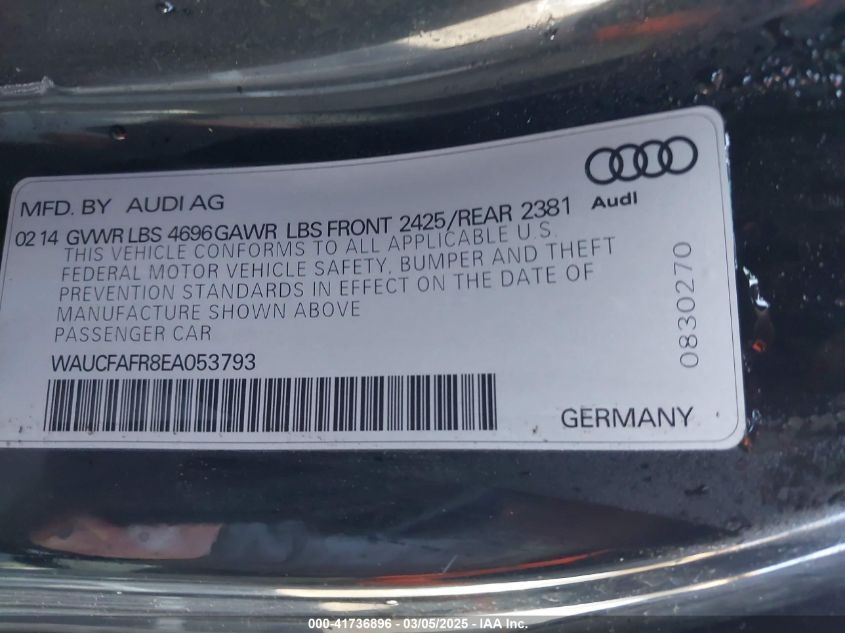 MFD. BY AUDI AG
Audi
02 14 GVWR LBS 4696 GAWR LBS FRONT 2425/REAR 2381
THIS VEHICLE CONFORMS TO ALL APPLICABLE U.S.
FEDERAL MOTOR VEHICLE SAFETY, BUMPER AND THEFT
PREVENTION STANDARDS IN EFFECT ON THE DATE OF
MANUFACTURE SHOWN ABOVE
PASSENGER CAR
WAUCFAFR8EA053793
GERMANY
0830270
000-41736896 - 03/05/2025 - IAA Inc.